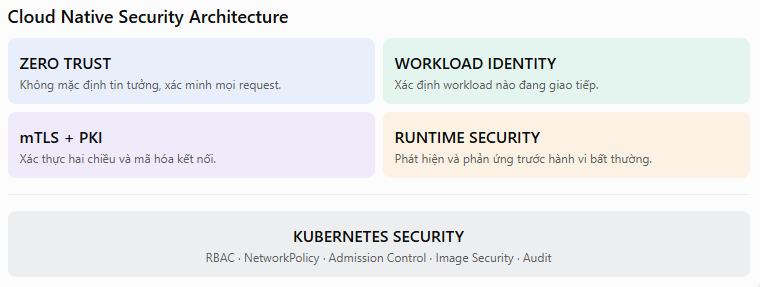 Cloud Native Security Architecture
ZERO TRUST
Không mặc định tin tưởng, xác minh mọi request.
WORKLOAD IDENTITY
Xác định workload nào đang giao tiếp.
mTLS + PKI
Xác thực hai chiều và mã hóa kết nối.
RUNTIME SECURITY
Phát hiện và phản ứng trước hành vi bất thường.
KUBERNETES SECURITY
RBAC · NetworkPolicy · Admission Control · Image Security · Audit